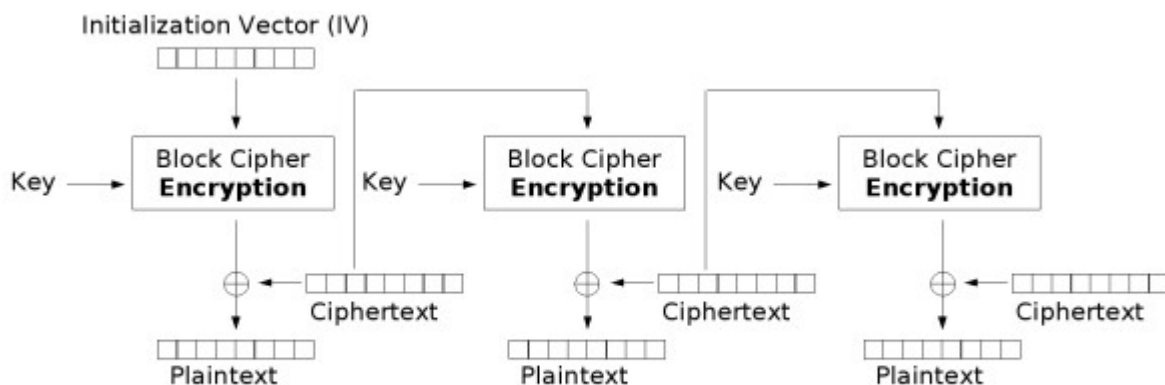 Initialization Vector (IV)
Block Cipher
Encryption
Key
Block Cipher
Encryption
Key
Block Cipher
Encryption
Key
Ciphertext
Ciphertext
Ciphertext
Plaintext
Plaintext
Plaintext